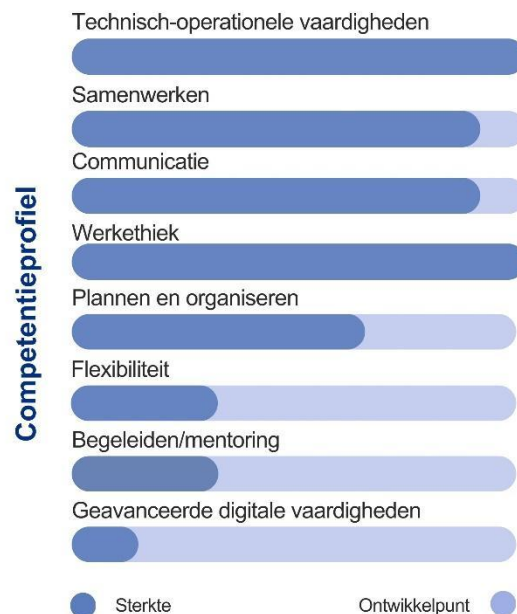 Competentieprofiel
Technisch-operationele vaardigheden
Samenwerken
Communicatie
Werkethiek
Plannen en organiseren
Flexibiliteit
Begeleiden/mentoring
Geavanceerde digitale vaardigheden
Sterkte
Ontwikkelpunt